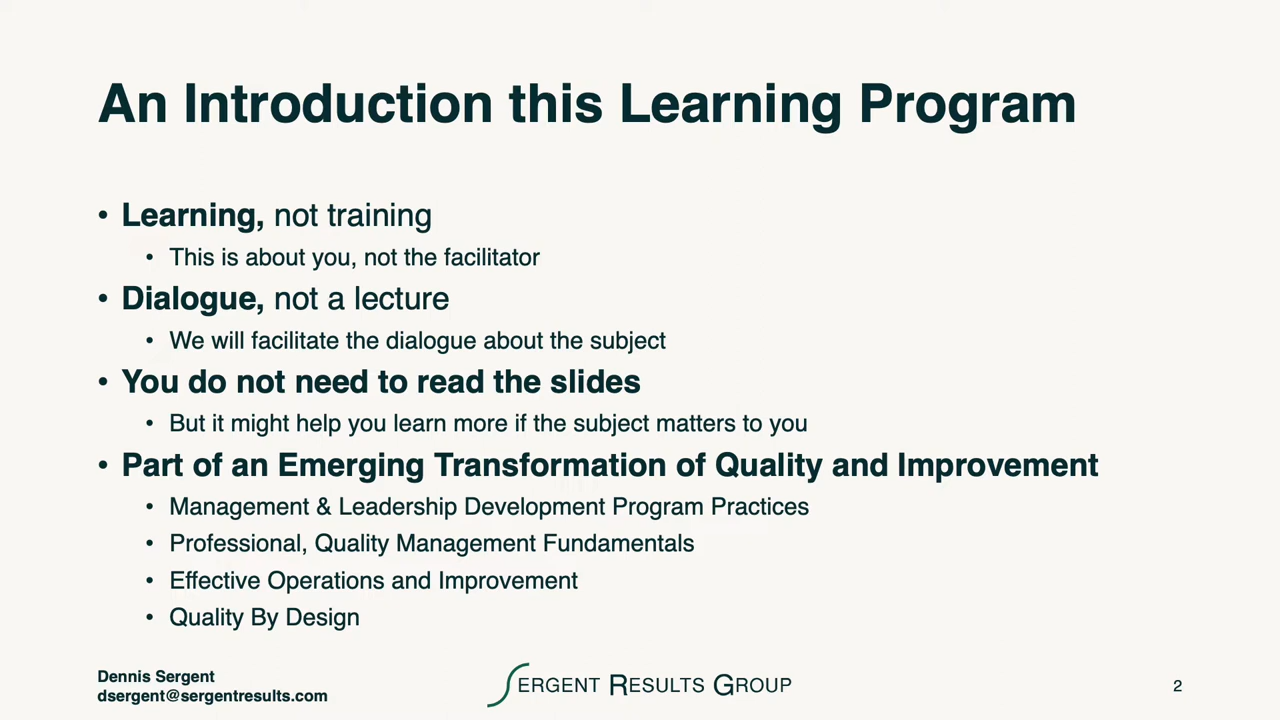 An Introduction this Learning Program
• Learning, not training
• This is about you, not the facilitator
• Dialogue, not a lecture
• We will facilitate the dialogue about the subject
• You do not need to read the slides
• But it might help you learn more if the subject matters to you
• Part of an Emerging Transformation of Quality and Improvement
• Management & Leadership Development Program Practices
• Professional, Quality Management Fundamentals
• Effective Operations and Improvement
• Quality By Design
Dennis Sergent
dsergent@sergentresults.com
SERGENT RESULTS GROUP
2